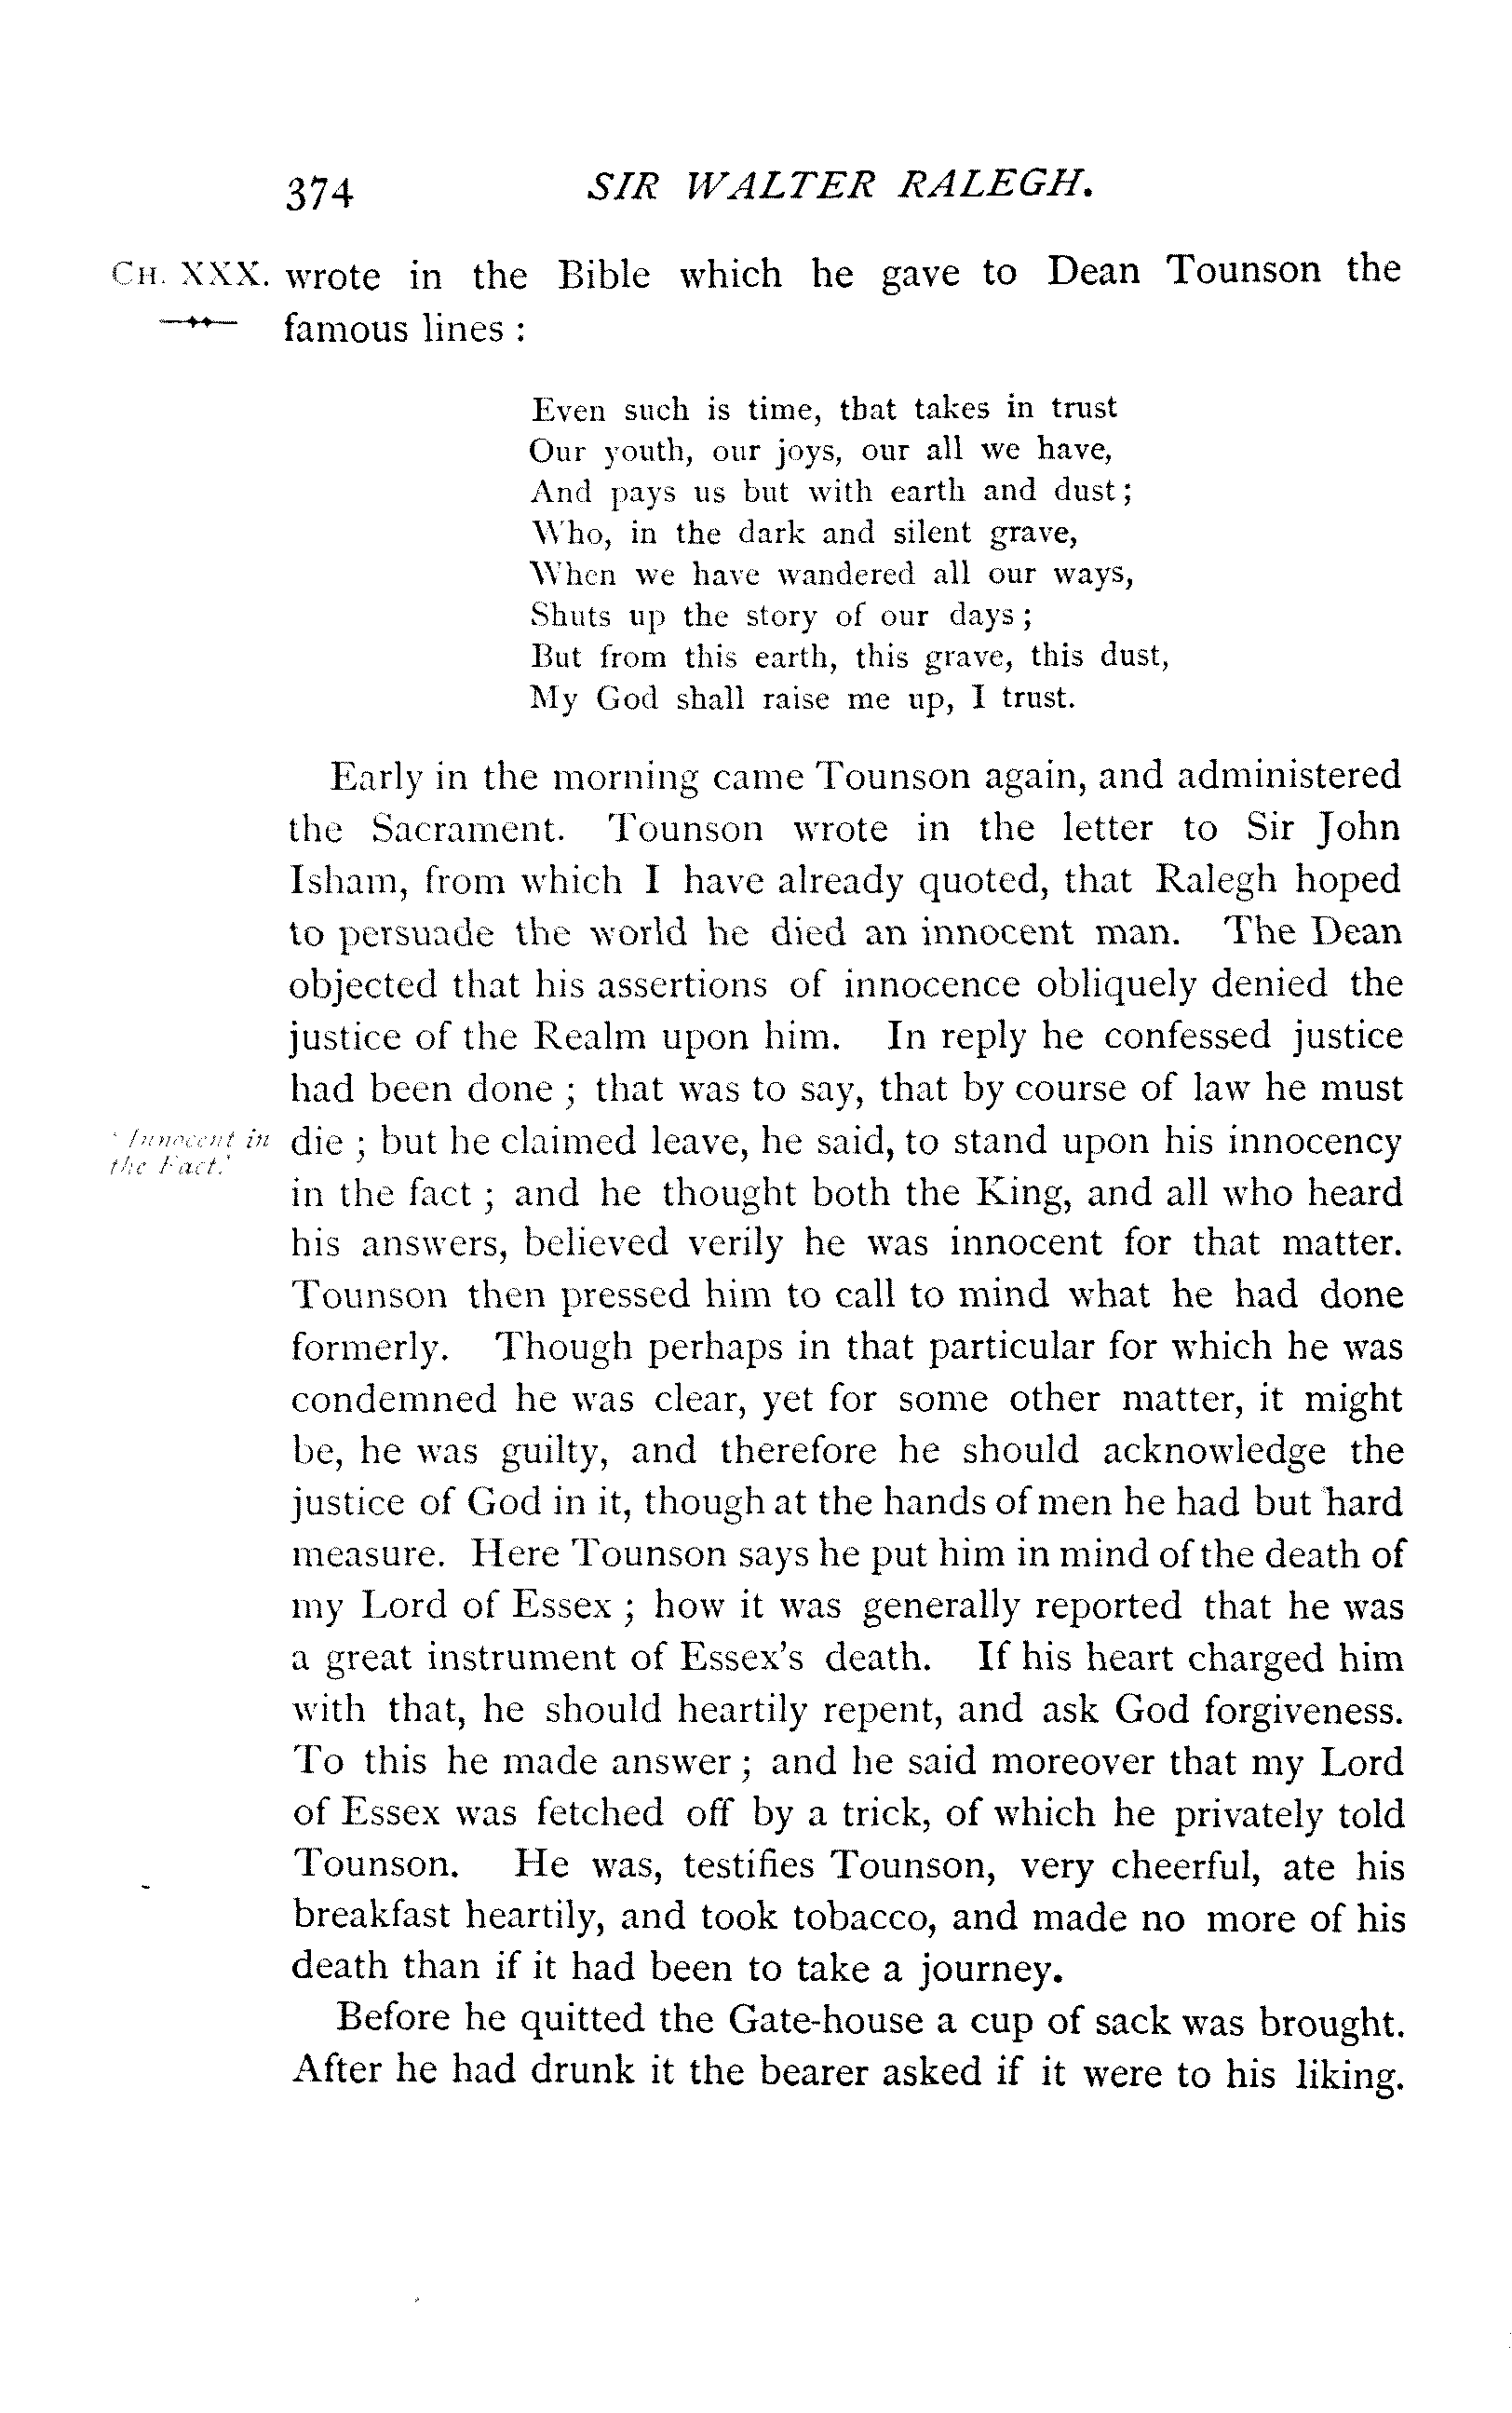 374 SIR WALTER RALEGH.
CH. XXX. wrote in the Bible which he gave to Dean Tounson the
famous lines :
Even such is time, that takes in trust
Our youth, our joys, our all we have,
And pays us but with earth and dust;
Who, in the dark and silent grave,
When we have wandered all our ways,
Shuts up the story of our days ;
But from this earth, this grave, this dust,
My God shall raise me up, I trust.
Early in the morning came Tounson again, and administered
the Sacrament. Tounson wrote in the letter to Sir John
Isham, from which I have already quoted, that Ralegh hoped
to persuade the world he died an innocent man. The Dean
objected that his assertions of innocence obliquely denied the
justice of the Realm upon him. In reply he confessed justice
had been done ; that was to say, that by course of law he must
‘ Innocent in die ; but he claimed leave, he said, to stand upon his innocency
the Fact.’
in the fact ; and he thought both the King, and all who heard
his answers, believed verily he was innocent for that matter.
Tounson then pressed him to call to mind what he had done
formerly. Though perhaps in that particular for which he was
condemned he was clear, yet for some other matter, it might
be, he was guilty, and therefore he should acknowledge the
justice of God in it, though at the hands of men he had but hard
measure. Here Tounson says he put him in mind of the death of
my Lord of Essex ; how it was generally reported that he was
a great instrument of Essex's death. If his heart charged him
with that, he should heartily repent, and ask God forgiveness.
To this he made answer ; and he said moreover that my Lord
of Essex was fetched off by a trick, of which he privately told
Tounson. He was, testifies Tounson, very cheerful, ate his
breakfast heartily, and took tobacco, and made no more of his
death than if it had been to take a journey.
Before he quitted the Gate-house a cup of sack was brought.
After he had drunk it the bearer asked if it were to his liking.